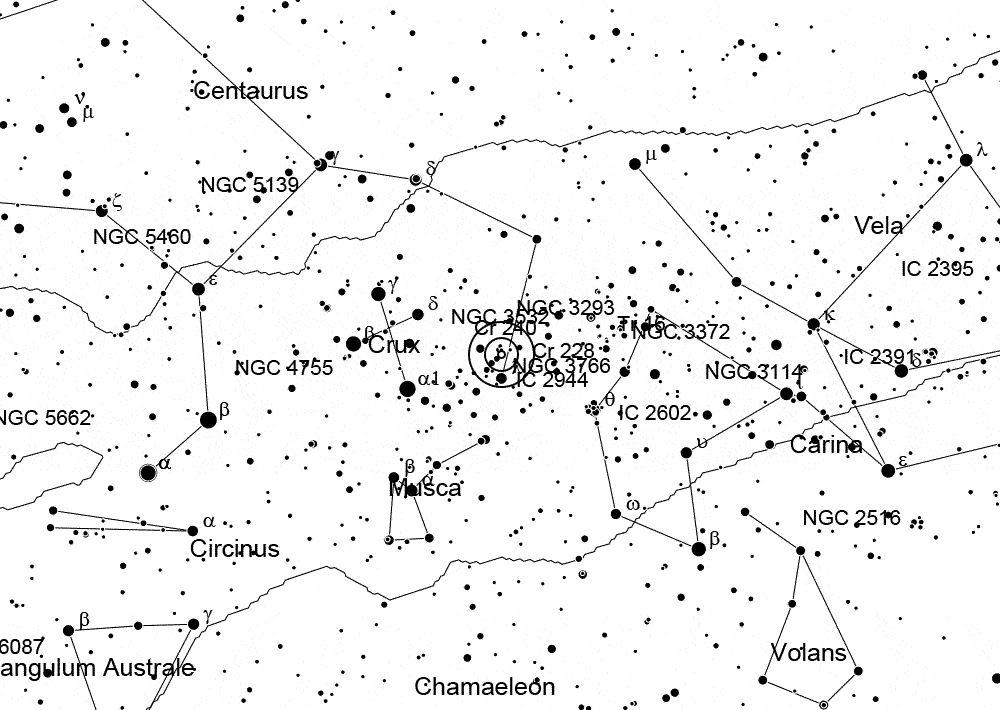 ν
μ
Centaurus
γ
δ
μ
λ
NGC 5139
ζ
Vela
NGC 5460
IC 2395
ε
γ
δ
NGC 3293
NGC 3532
Cr 240
NGC 3372
κ
β
Crux
Cr 228
IC 2391
δ
NGC 4755
NGC 3766
NGC 3114
α1
IC 2944
θ
IC 2602
NGC 5662
β
υ
Carina
α
β
α
Musca
ε
ω
NGC 2516
α
Circinus
β
β
γ
6087
angulum Australe
Volans
Chamaeleon